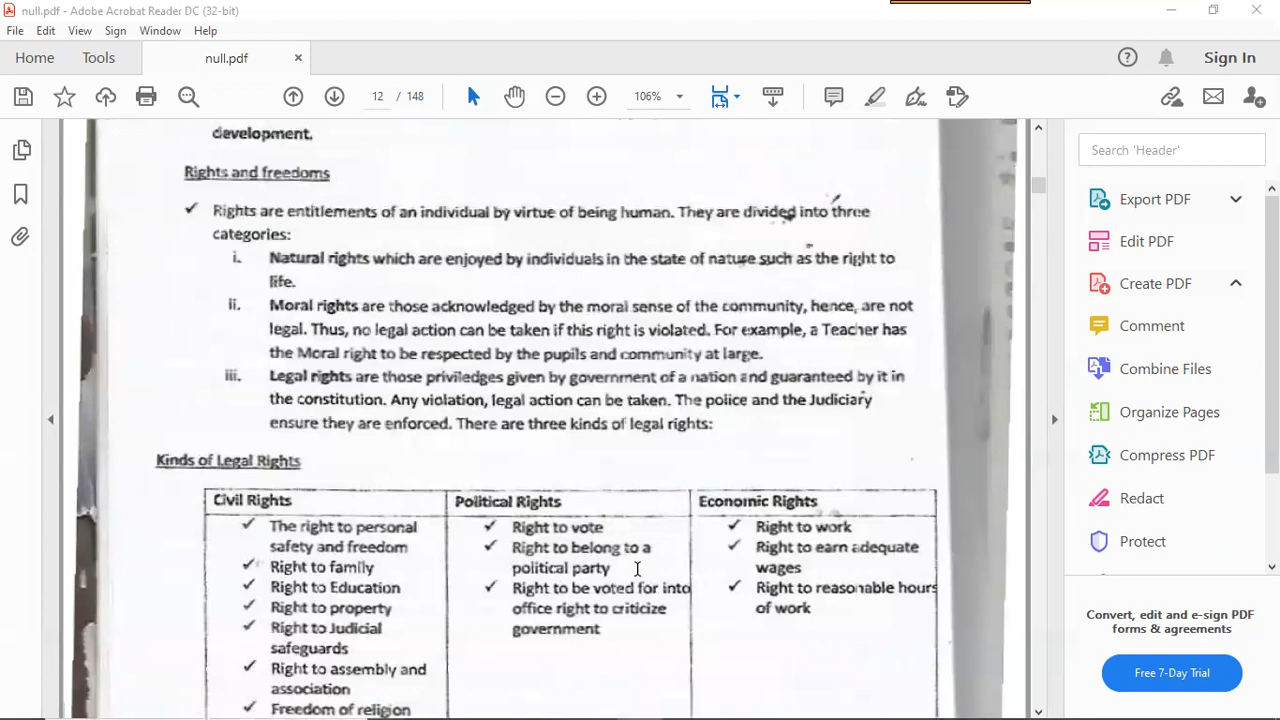 null.pdf - Adobe Acrobat Reader DC (32-bit)
File Edit View Sign Window Help
Home Tools null.pdf × Sign In
12 / 148 106%
development.
Rights and freedoms
✓ Rights are entitlements of an individual by virtue of being human. They are divided into three
categories:
i. Natural rights which are enjoyed by individuals in the state of nature such as the right to
life.
ii. Moral rights are those acknowledged by the moral sense of the community, hence, are not
legal. Thus, no legal action can be taken if this right is violated. For example, a Teacher has
the Moral right to be respected by the pupils and community at large.
iii. Legal rights are those priviledges given by government of a nation and guaranteed by it in
the constitution. Any violation, legal action can be taken. The police and the Judiciary
ensure they are enforced. There are three kinds of legal rights:
Kinds of Legal Rights
Civil Rights
✓ The right to personal
safety and freedom
✓ Right to family
✓ Right to Education
✓ Right to property
✓ Right to Judicial
safeguards
✓ Right to assembly and
association
✓ Freedom of religion
Political Rights
✓ Right to vote
✓ Right to belong to a
political party
✓ Right to be voted for into
office right to criticize
government
Economic Rights
✓ Right to work
✓ Right to earn adequate
wages
✓ Right to reasonable hours
of work
Search 'Header'
Export PDF
Edit PDF
Create PDF
Comment
Combine Files
Organize Pages
Compress PDF
Redact
Protect
Convert, edit and e-sign PDF
forms & agreements
Free 7-Day Trial